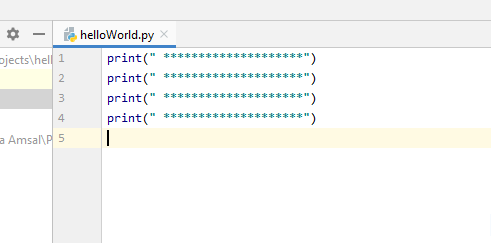 helloWorld.py
ojects\hell
1 print(" ********************")
2 print(" ********************")
3 print(" ********************")
4 print(" ********************")
a Amsal\P
5